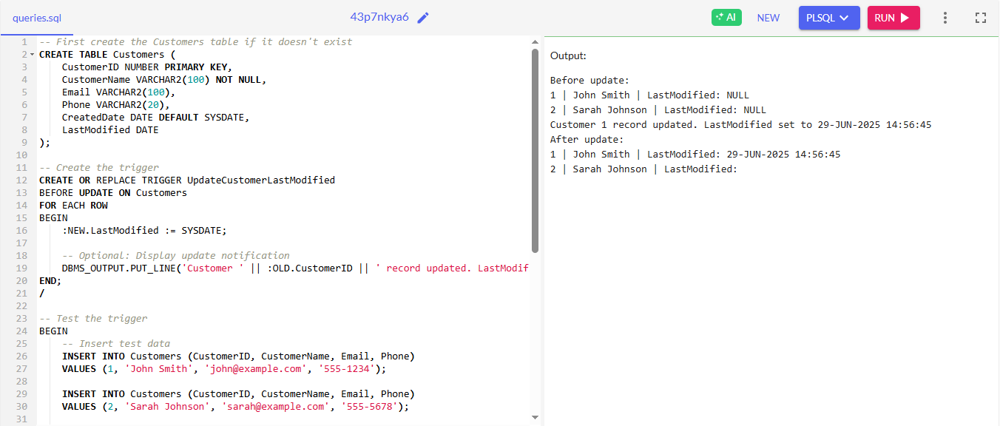 queries.sql
43p7nkya6
AI NEW PLSQL RUN
1 -- First create the Customers table if it doesn't exist
2 CREATE TABLE Customers (
3 CustomerID NUMBER PRIMARY KEY,
4 CustomerName VARCHAR2(100) NOT NULL,
5 Email VARCHAR2(100),
6 Phone VARCHAR2(20),
7 CreatedDate DATE DEFAULT SYSDATE,
8 LastModified DATE
9 );
10
11 -- Create the trigger
12 CREATE OR REPLACE TRIGGER UpdateCustomerLastModified
13 BEFORE UPDATE ON Customers
14 FOR EACH ROW
15 BEGIN
16 :NEW.LastModified := SYSDATE;
17
18 -- Optional: Display update notification
19 DBMS_OUTPUT.PUT_LINE('Customer ' || :OLD.CustomerID || ' record updated. LastModif
20 END;
21 /
22
23 -- Test the trigger
24 BEGIN
25 -- Insert test data
26 INSERT INTO Customers (CustomerID, CustomerName, Email, Phone)
27 VALUES (1, 'John Smith', 'john@example.com', '555-1234');
28
29 INSERT INTO Customers (CustomerID, CustomerName, Email, Phone)
30 VALUES (2, 'Sarah Johnson', 'sarah@example.com', '555-5678');
31
Output:
Before update:
1 | John Smith | LastModified: NULL
2 | Sarah Johnson | LastModified: NULL
Customer 1 record updated. LastModified set to 29-JUN-2025 14:56:45
After update:
1 | John Smith | LastModified: 29-JUN-2025 14:56:45
2 | Sarah Johnson | LastModified: